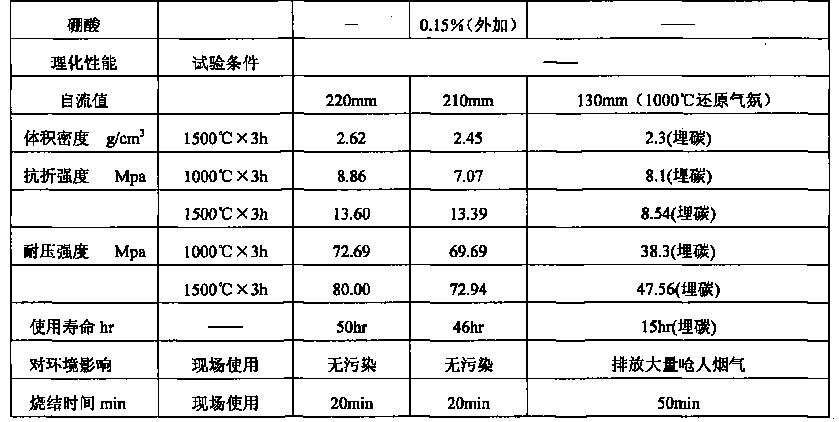 硼酸 — 0.15%(外加) ——
理化性能 试验条件 ——
自流值 220mm 210mm 130mm(1000℃还原气氛)
体积密度 g/cm³ 1500℃×3h 2.62 2.45 2.3(埋碳)
抗折强度 Mpa 1000℃×3h 8.86 7.07 8.1(埋碳)
1500℃×3h 13.60 13.39 8.54(埋碳)
耐压强度 Mpa 1000℃×3h 72.69 69.69 38.3(埋碳)
1500℃×3h 80.00 72.94 47.56(埋碳)
使用寿命 hr —— 50hr 46hr 15hr(埋碳)
对环境影响 现场使用 无污染 无污染 排放大量呛人烟气
烧结时间 min 现场使用 20min 20min 50min